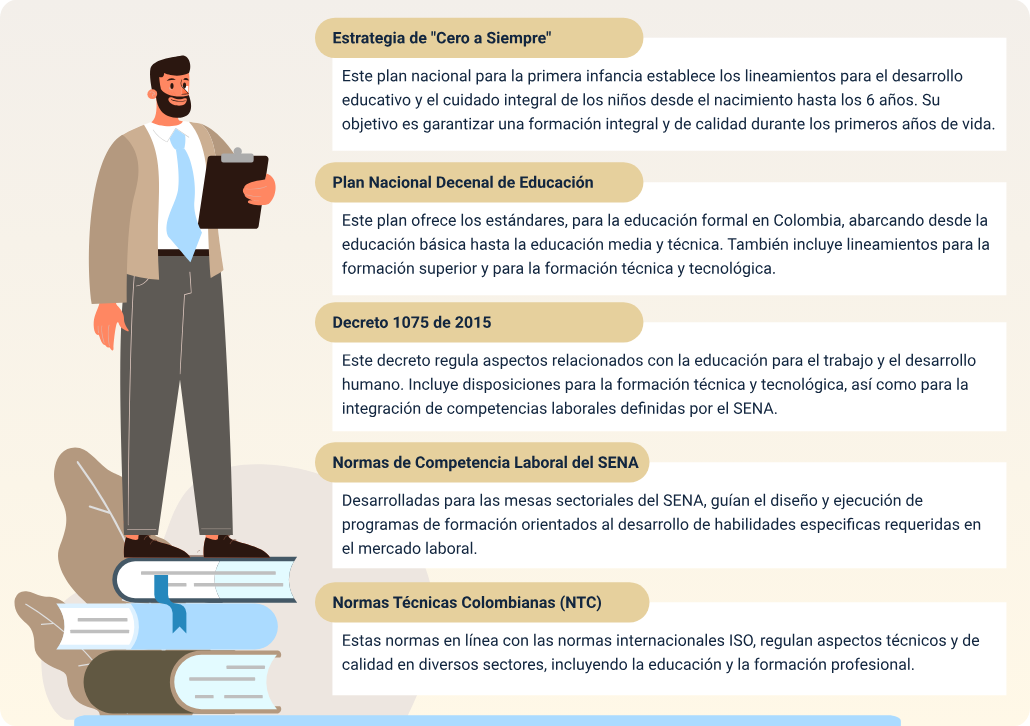 Estrategia de "Cero a Siempre"
Este plan nacional para la primera infancia establece los lineamientos para el desarrollo
educativo y el cuidado integral de los niños desde el nacimiento hasta los 6 años. Su
objetivo es garantizar una formación integral y de calidad durante los primeros años de vida.
Plan Nacional Decenal de Educación
Este plan ofrece los estándares, para la educación formal en Colombia, abarcando desde la
educación básica hasta la educación media y técnica. También incluye lineamientos para la
formación superior y para la formación técnica y tecnológica.
Decreto 1075 de 2015
Este decreto regula aspectos relacionados con la educación para el trabajo y el desarrollo
humano. Incluye disposiciones para la formación técnica y tecnológica, así como para la
integración de competencias laborales definidas por el SENA.
Normas de Competencia Laboral del SENA
Desarrolladas para las mesas sectoriales del SENA, guían el diseño y ejecución de
programas de formación orientados al desarrollo de habilidades especificas requeridas en
el mercado laboral.
Normas Técnicas Colombianas (NTC)
Estas normas en línea con las normas internacionales ISO, regulan aspectos técnicos y de
calidad en diversos sectores, incluyendo la educación y la formación profesional.